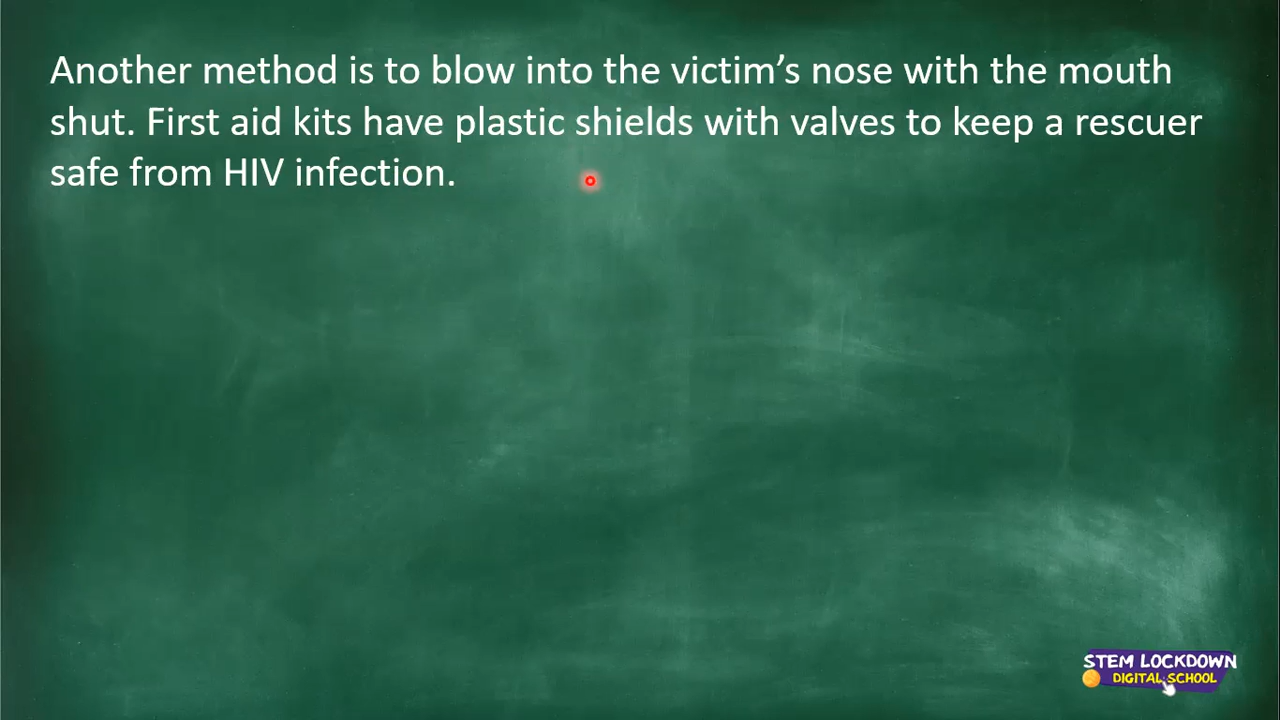 Another method is to blow into the victim’s nose with the mouth
shut. First aid kits have plastic shields with valves to keep a rescuer
safe from HIV infection.
STEM LOCKDOWN
DIGITAL SCHOOL